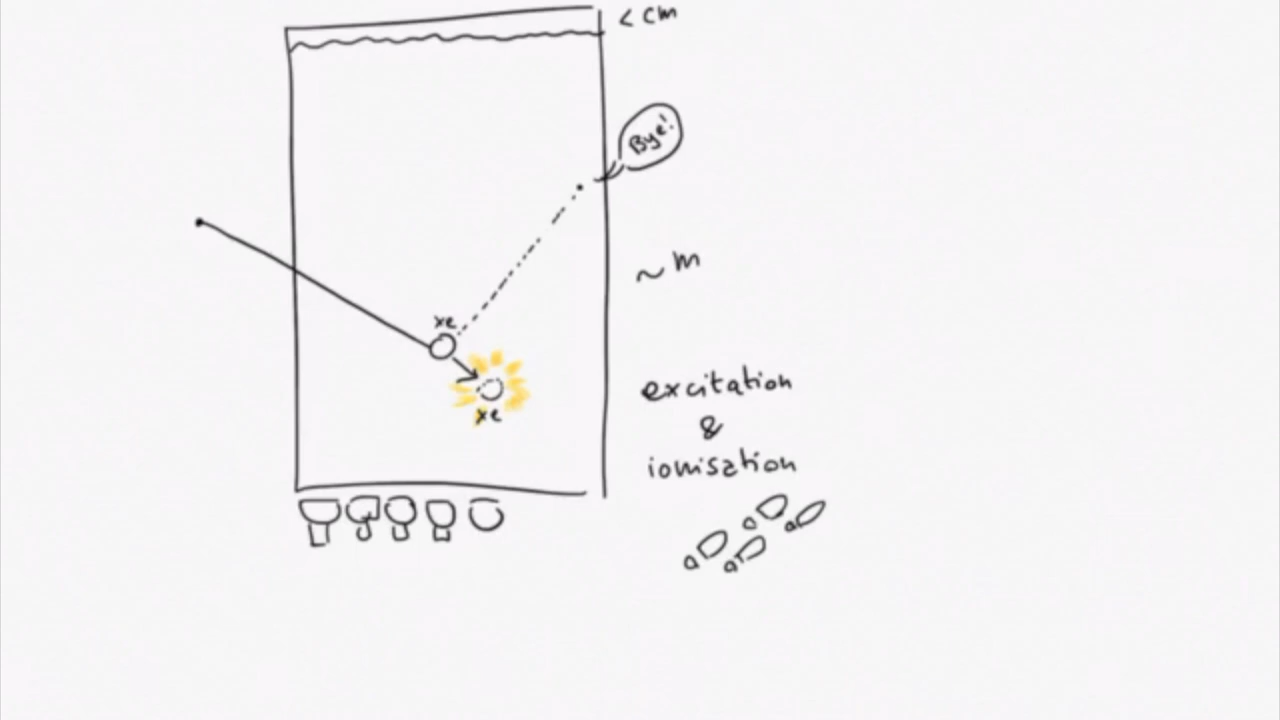 < cm
Bye!
~ m
xe
xe
excitation
&
ionisation